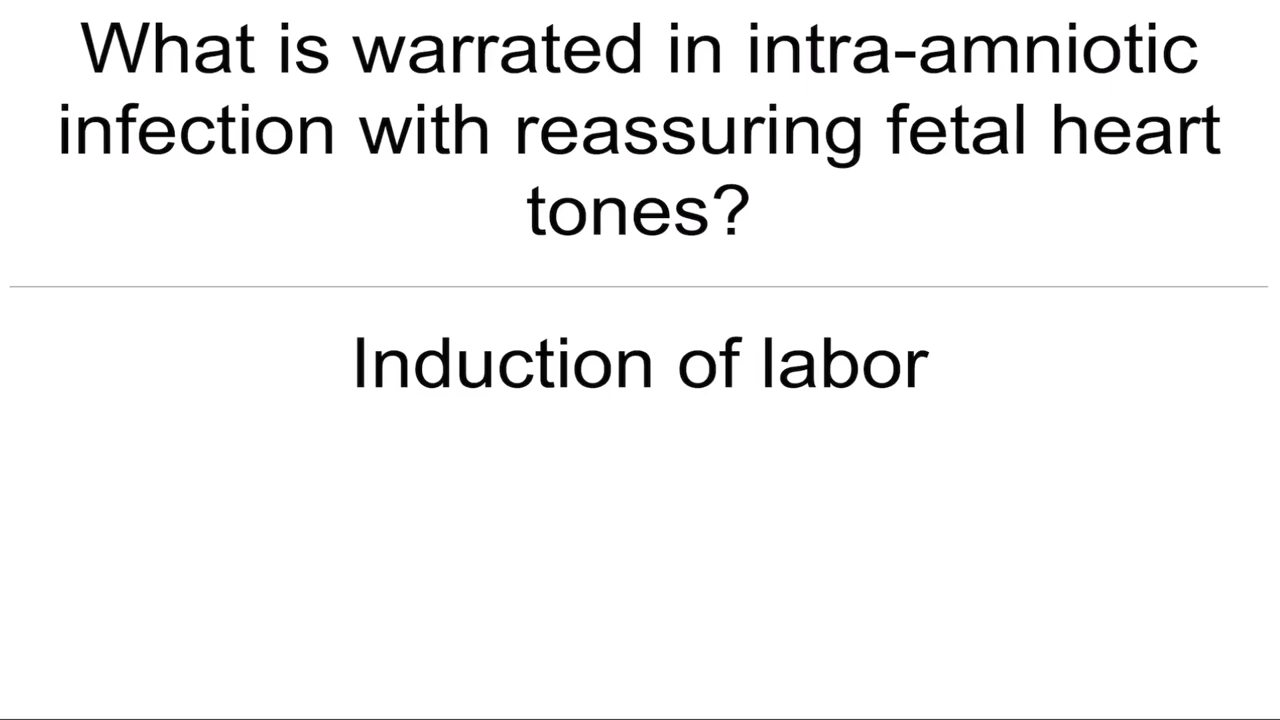 What is warrated in intra-amniotic
infection with reassuring fetal heart
tones?
Induction of labor